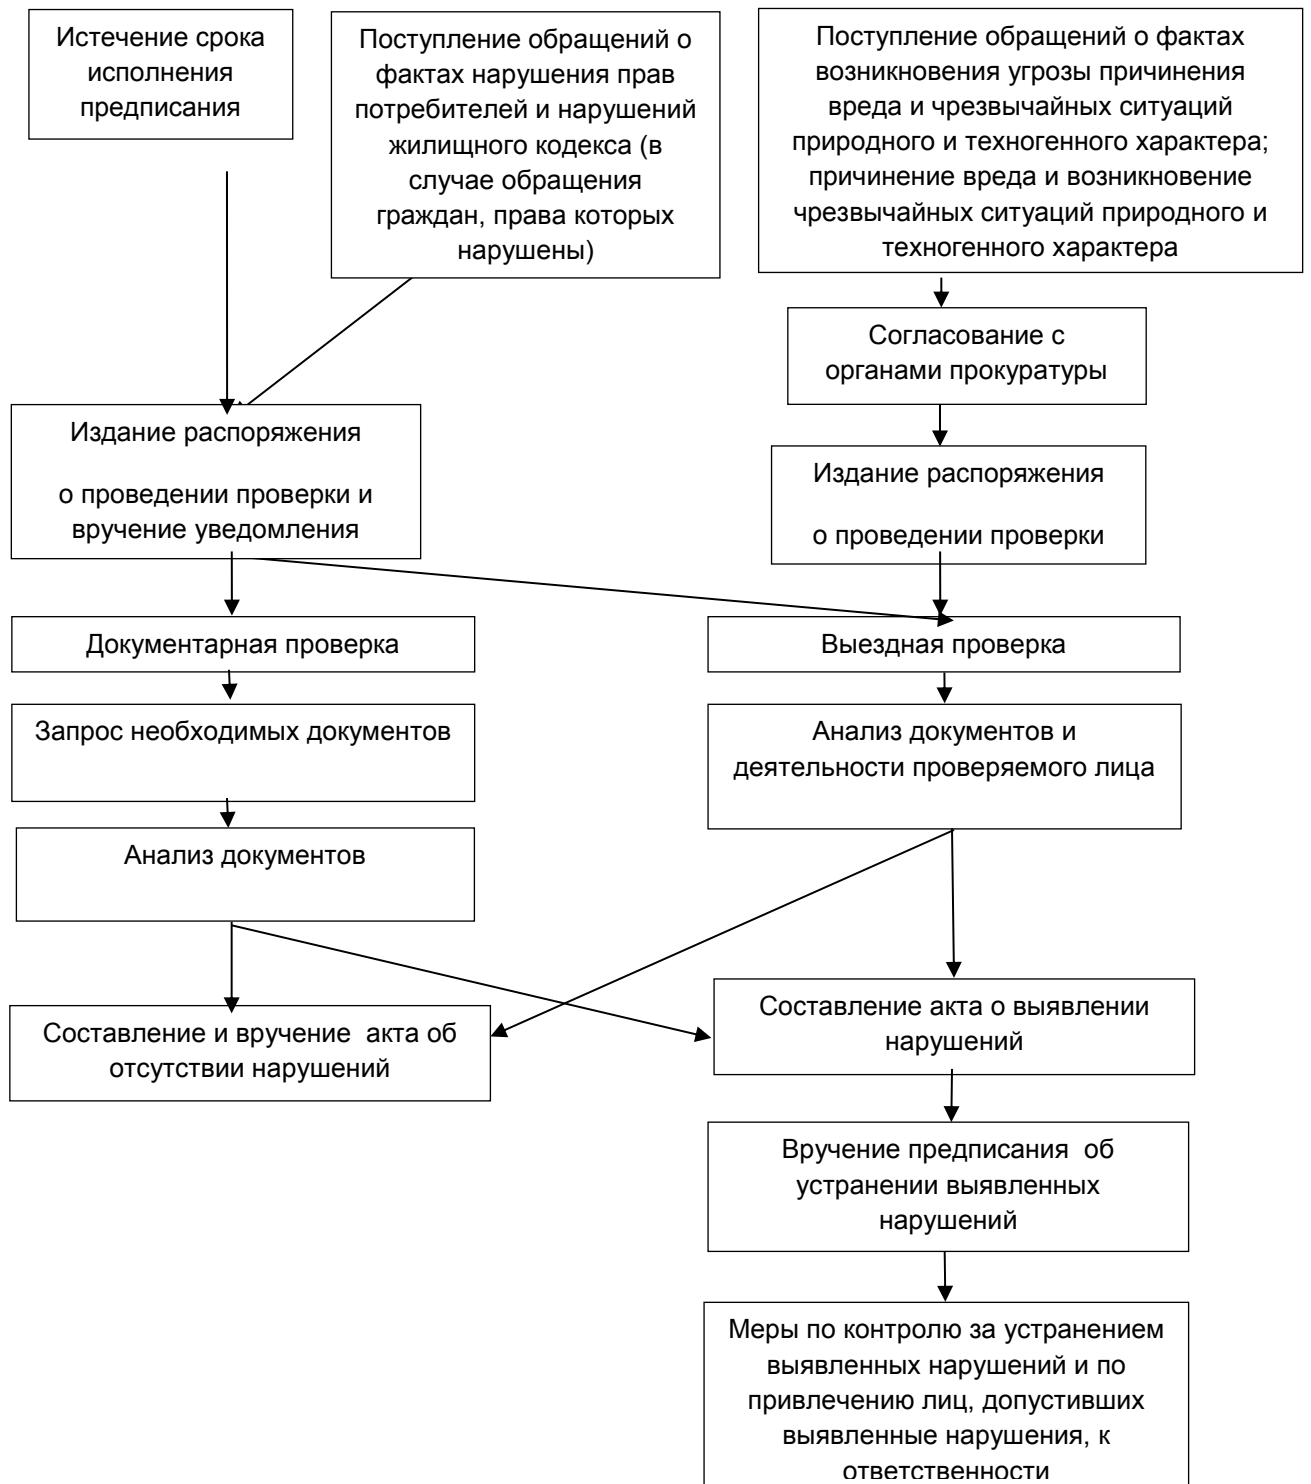 Истечение срока
исполнения
предписания
Поступление обращений о
фактах нарушения прав
потребителей и нарушений
жилищного кодекса (в
случае обращения
граждан, права которых
нарушены)
Поступление обращений о фактах
возникновения угрозы причинения
вреда и чрезвычайных ситуаций
природного и техногенного характера;
причинение вреда и возникновение
чрезвычайных ситуаций природного и
техногенного характера
Согласование с
органами прокуратуры
Издание распоряжения
о проведении проверки и
вручение уведомления
Издание распоряжения
о проведении проверки
Документарная проверка
Выездная проверка
Запрос необходимых документов
Анализ документов и
деятельности проверяемого лица
Анализ документов
Составление и вручение  акта об
отсутствии нарушений
Составление акта о выявлении
нарушений
Вручение предписания  об
устранении выявленных
нарушений
Меры по контролю за устранением
выявленных нарушений и по
привлечению лиц, допустивших
выявленные нарушения, к
ответственности